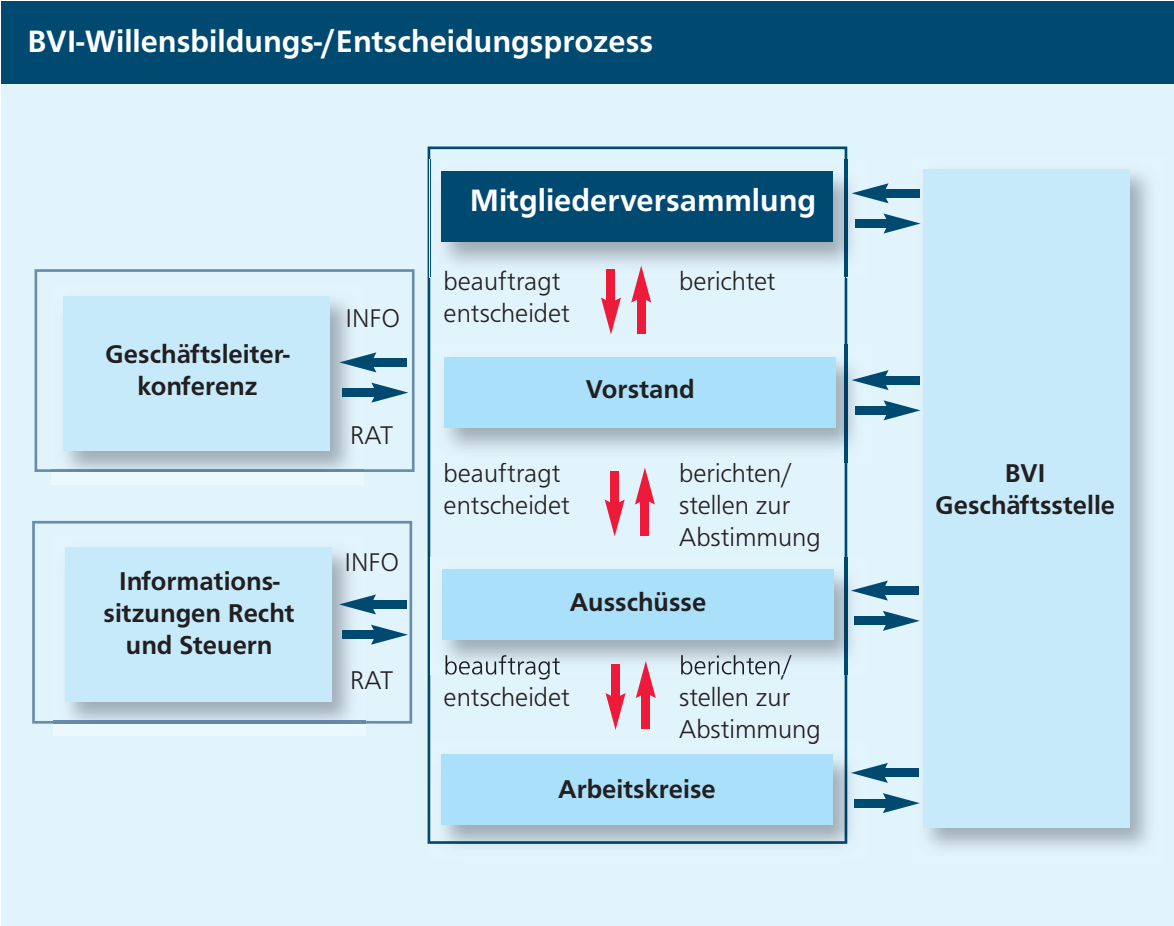 BVI-Willensbildungs-/Entscheidungsprozess
Mitgliederversammlung
beauftragt
entscheidet
berichtet
INFO
Geschäftsleiter-
konferenz
RAT
Vorstand
beauftragt
entscheidet
berichten/
stellen zur
Abstimmung
BVI
Geschäftsstelle
INFO
Informations-
sitzungen Recht
und Steuern
RAT
Ausschüsse
beauftragt
entscheidet
berichten/
stellen zur
Abstimmung
Arbeitskreise